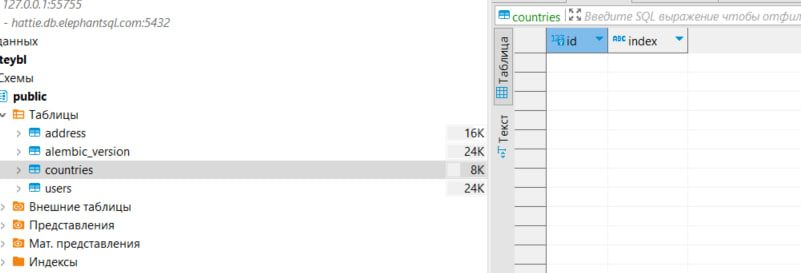 127.0.0.1:55755
- hattie.db.elephantsql.com:5432
данных
teybl
Схемы
public
Таблицы
address 16K
alembic_version 24K
countries 8K
users 24K
Внешние таблицы
Представления
Мат. представления
Индексы
countries Введите SQL выражение чтобы отфил
123 id ABC index
Таблица
Текст